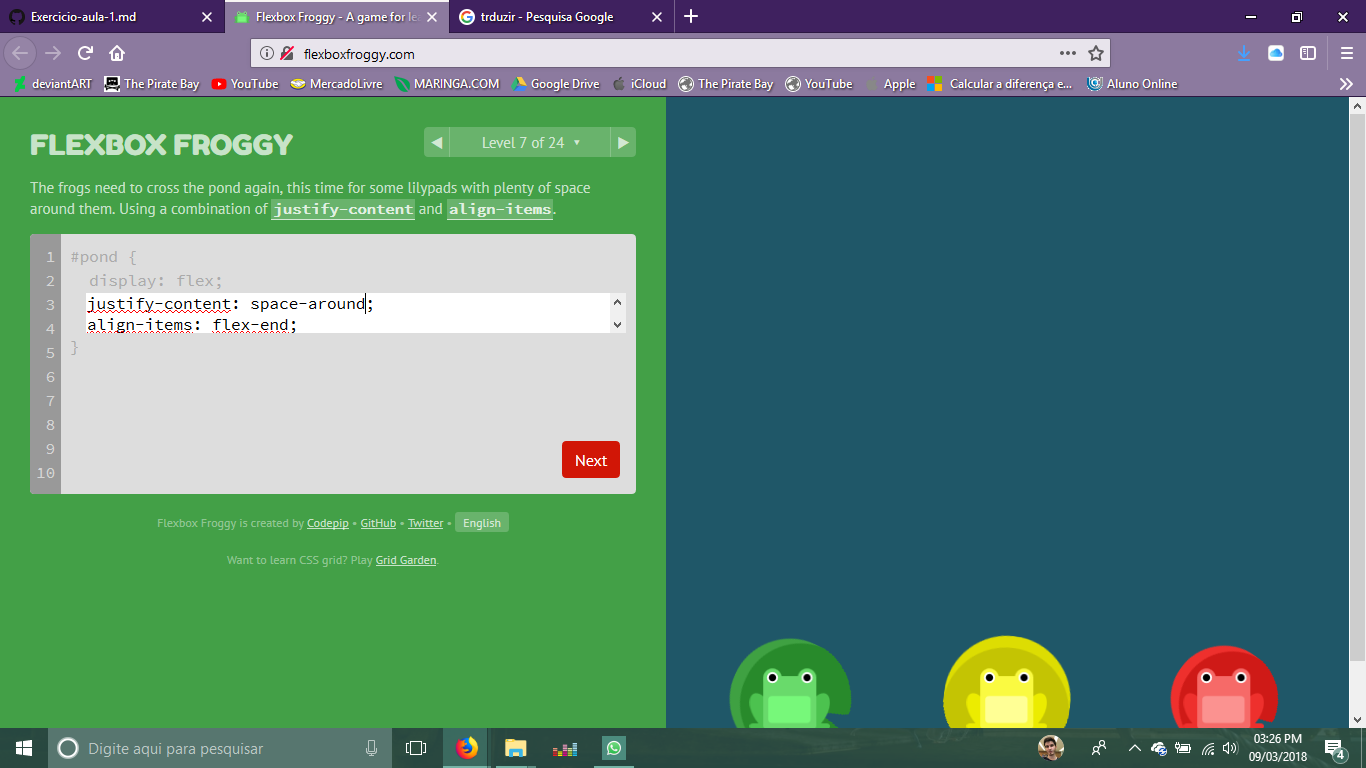 Exercicio-aula-1.md
Flexbox Froggy - A game for le
trduzir - Pesquisa Google
flexboxfroggy.com
deviantART The Pirate Bay YouTube MercadoLivre MARINGA.COM Google Drive iCloud The Pirate Bay YouTube Apple Calcular a diferença e... Aluno Online
FLEXBOX FROGGY
Level 7 of 24 ▼
The frogs need to cross the pond again, this time for some lilypads with plenty of space
around them. Using a combination of justify-content and align-items.
1 #pond {
2 display: flex;
3 justify-content: space-around;
4 align-items: flex-end;
5 }
6
7
8
9
10
Next
Flexbox Froggy is created by Codepip • GitHub • Twitter • English
Want to learn CSS grid? Play Grid Garden.
Digite aqui para pesquisar
03:26 PM
09/03/2018
4